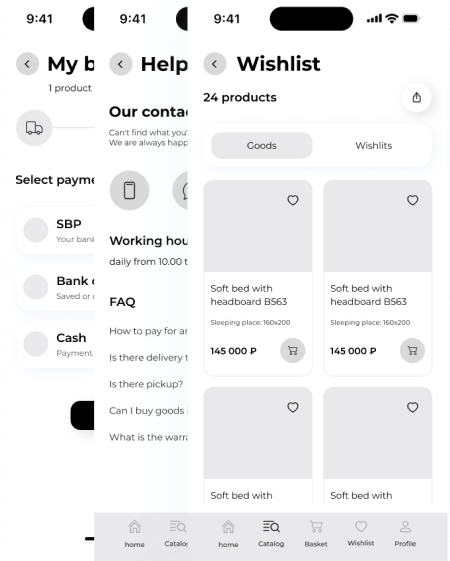 9:41
My b
1 product
Select payme
SBP
Your bank
Bank
Saved or
Cash
Payment
9:41
Help
Our conta
Can't find what you'
We are always happ
Working hou
daily from 10.00 t
FAQ
How to pay for ar
Is there delivery t
Is there pickup?
Can I buy goods
What is the warra
home
Catalog
9:41
Wishlist
24 products
Goods
Wishlits
Soft bed with
headboard B563
Sleeping place: 160x200
145 000 ₽
Soft bed with
headboard B563
Sleeping place: 160x200
145 000 ₽
Soft bed with
Soft bed with
home
Catalog
Basket
Wishlist
Profile